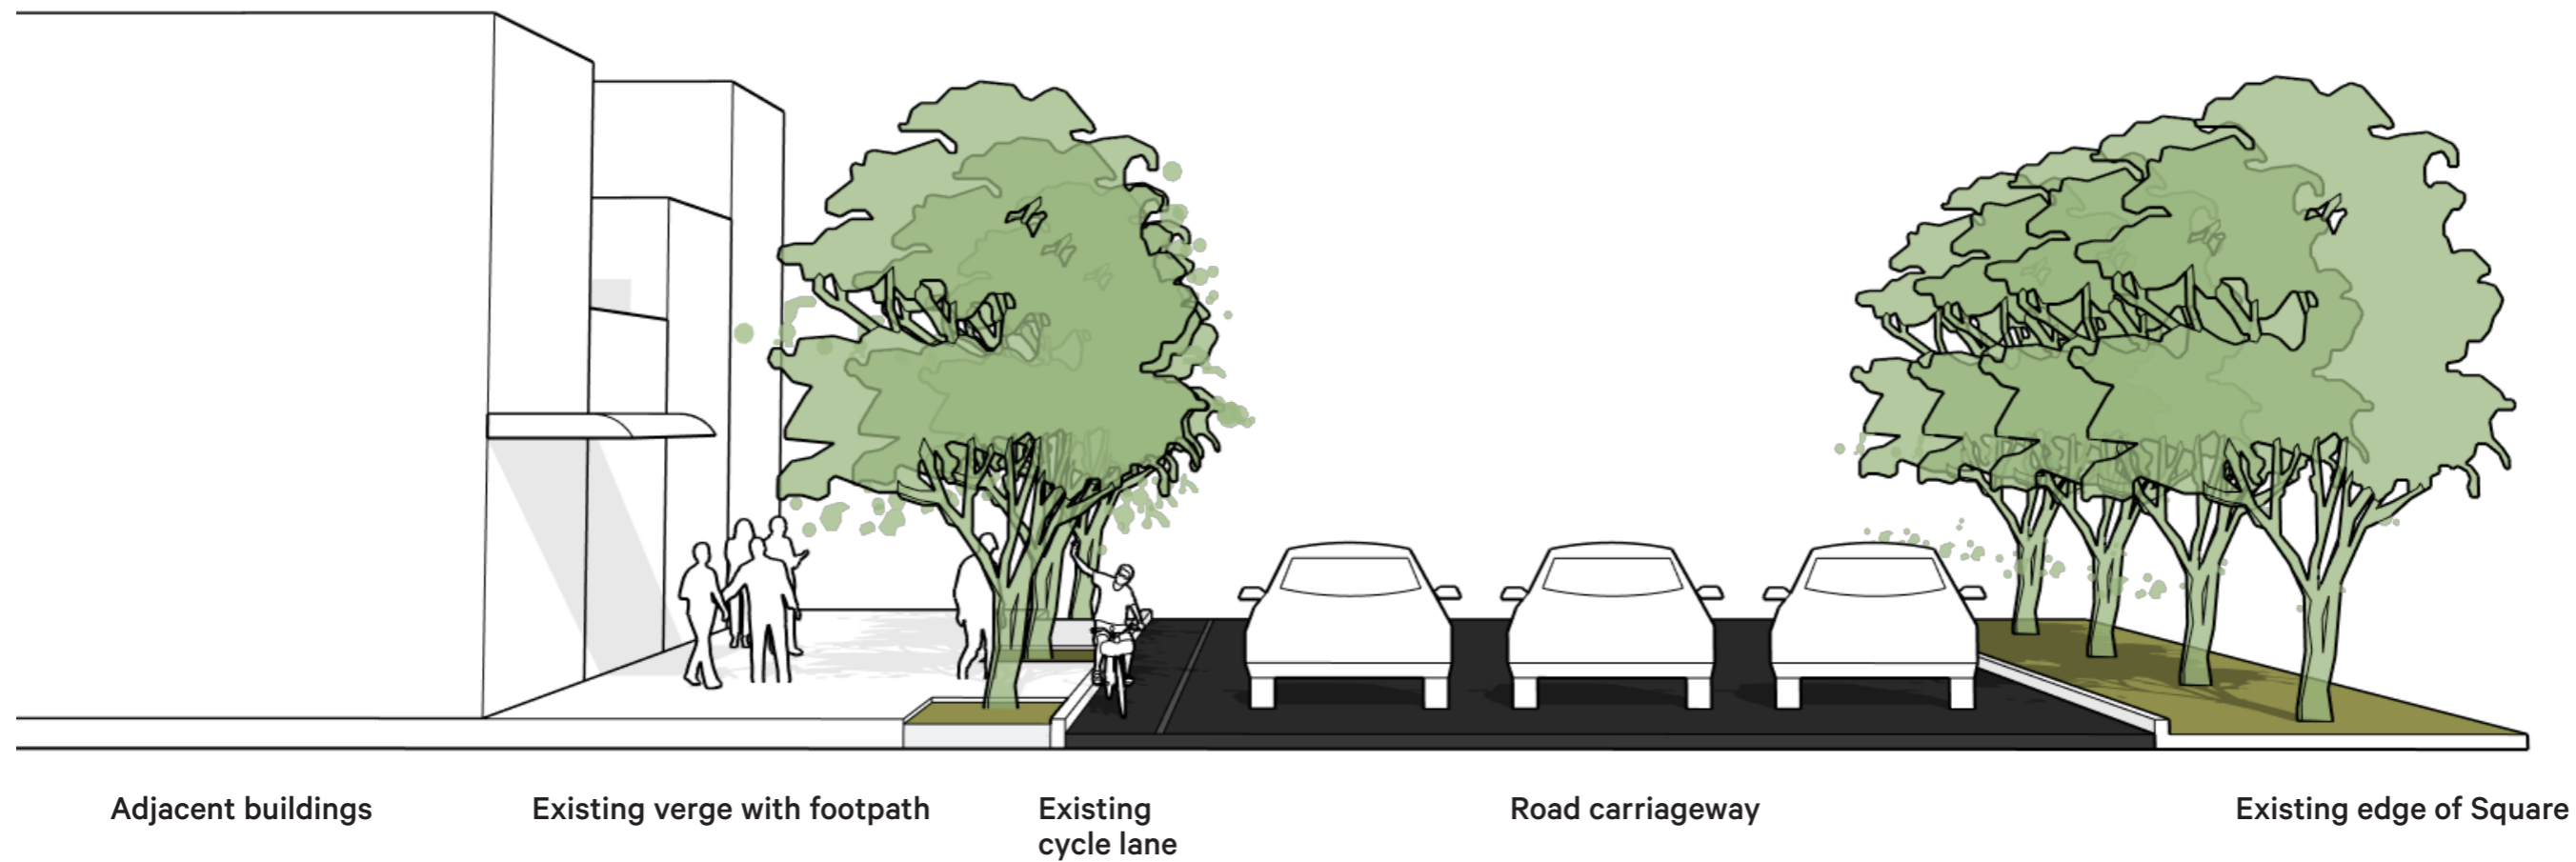 Adjacent buildings
Existing verge with footpath
Existing
cycle lane
Road carriageway
Existing edge of Square